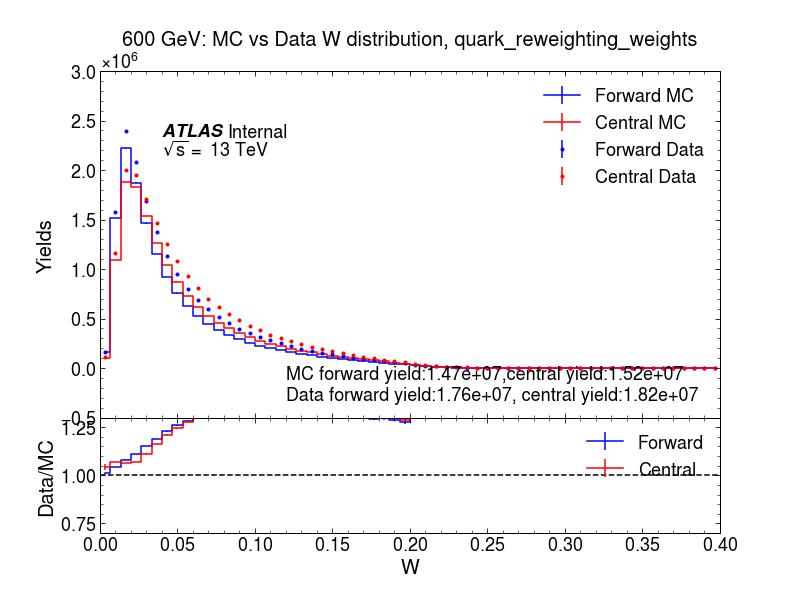 600 GeV: MC vs Data W distribution, quark_reweighting_weights
×10⁶
3.0
2.5
2.0
1.5
1.0
0.5
0.0
0.5
Yields
ATLAS Internal
√s = 13 TeV
Forward MC
Central MC
Forward Data
Central Data
MC forward yield:1.47e+07,central yield:1.52e+07
Data forward yield:1.76e+07, central yield:1.82e+07
1.25
1.00
0.75
Data/MC
Forward
Central
0.00 0.05 0.10 0.15 0.20 0.25 0.30 0.35 0.40
W